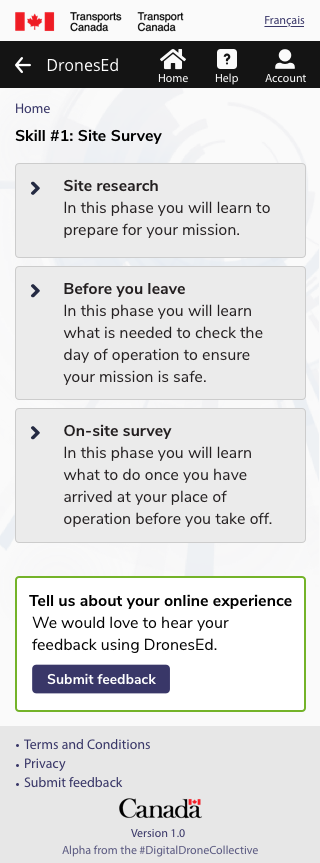 Transports Canada
Transport Canada
Français
DronesEd
Home
Help
Account
Home
Skill #1: Site Survey
Site research
In this phase you will learn to
prepare for your mission.
Before you leave
In this phase you will learn
what is needed to check the
day of operation to ensure
your mission is safe.
On-site survey
In this phase you will learn
what to do once you have
arrived at your place of
operation before you take off.
Tell us about your online experience
We would love to hear your
feedback using DronesEd.
Submit feedback
• Terms and Conditions
• Privacy
• Submit feedback
Canada
Version 1.0
Alpha from the #DigitalDroneCollective